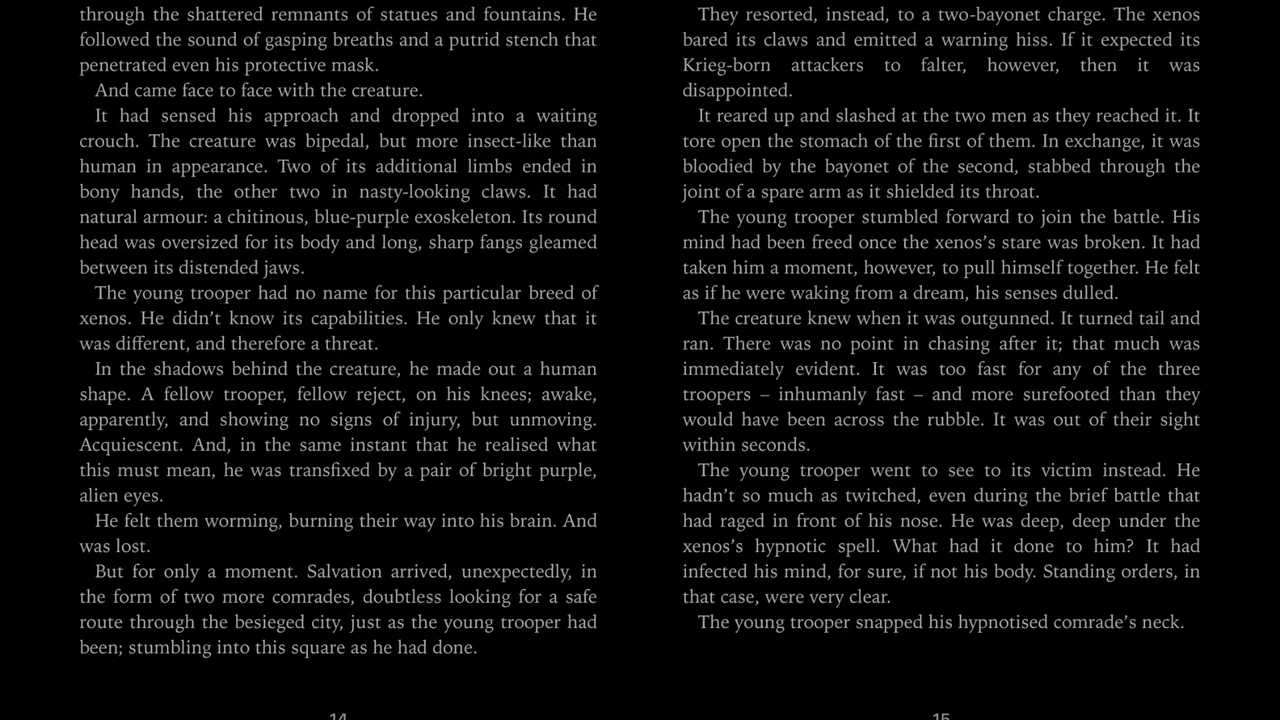 through the shattered remnants of statues and fountains. He
followed the sound of gasping breaths and a putrid stench that
penetrated even his protective mask.
And came face to face with the creature.
It had sensed his approach and dropped into a waiting
crouch. The creature was bipedal, but more insect-like than
human in appearance. Two of its additional limbs ended in
bony hands, the other two in nasty-looking claws. It had
natural armour: a chitinous, blue-purple exoskeleton. Its round
head was oversized for its body and long, sharp fangs gleamed
between its distended jaws.
The young trooper had no name for this particular breed of
xenos. He didn’t know its capabilities. He only knew that it
was different, and therefore a threat.
In the shadows behind the creature, he made out a human
shape. A fellow trooper, fellow reject, on his knees; awake,
apparently, and showing no signs of injury, but unmoving.
Acquiescent. And, in the same instant that he realised what
this must mean, he was transfixed by a pair of bright purple,
alien eyes.
He felt them worming, burning their way into his brain. And
was lost.
But for only a moment. Salvation arrived, unexpectedly, in
the form of two more comrades, doubtless looking for a safe
route through the besieged city, just as the young trooper had
been; stumbling into this square as he had done.
14
They resorted, instead, to a two-bayonet charge. The xenos
bared its claws and emitted a warning hiss. If it expected its
Krieg-born attackers to falter, however, then it was
disappointed.
It reared up and slashed at the two men as they reached it. It
tore open the stomach of the first of them. In exchange, it was
bloodied by the bayonet of the second, stabbed through the
joint of a spare arm as it shielded its throat.
The young trooper stumbled forward to join the battle. His
mind had been freed once the xenos’s stare was broken. It had
taken him a moment, however, to pull himself together. He felt
as if he were waking from a dream, his senses dulled.
The creature knew when it was outgunned. It turned tail and
ran. There was no point in chasing after it; that much was
immediately evident. It was too fast for any of the three
troopers – inhumanly fast – and more surefooted than they
would have been across the rubble. It was out of their sight
within seconds.
The young trooper went to see to its victim instead. He
hadn’t so much as twitched, even during the brief battle that
had raged in front of his nose. He was deep, deep under the
xenos’s hypnotic spell. What had it done to him? It had
infected his mind, for sure, if not his body. Standing orders, in
that case, were very clear.
The young trooper snapped his hypnotised comrade’s neck.
15